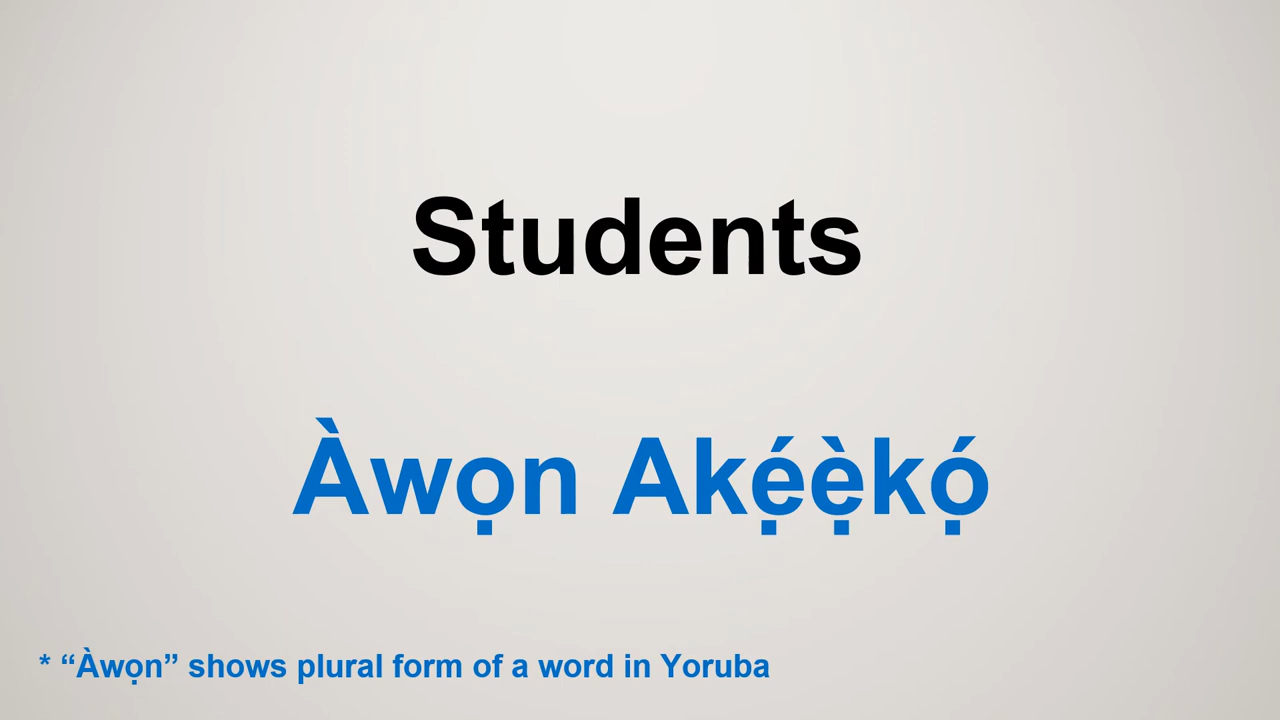 Students
Àwọn Akẹ́ẹ̀kọ́
* “Àwọn” shows plural form of a word in Yoruba